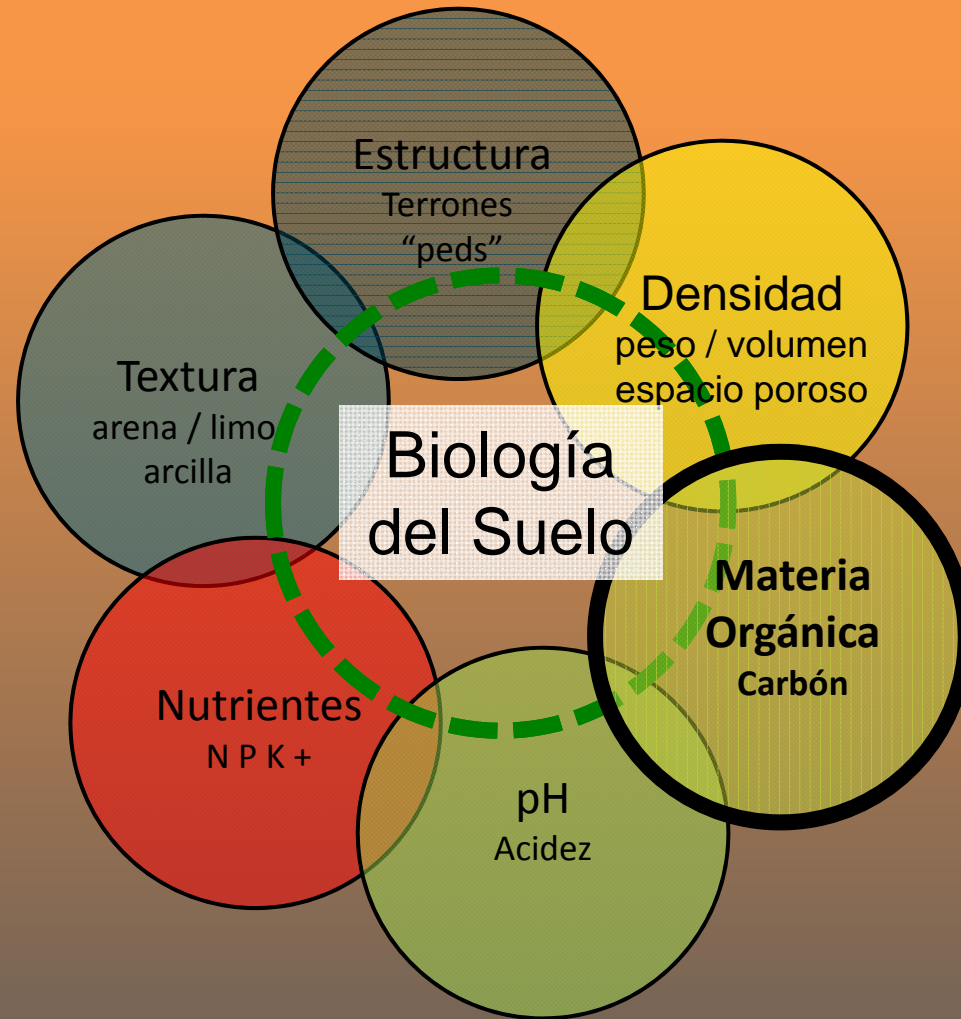 Estructura
Terrones
“peds”
Densidad
peso / volumen
espacio poroso
Textura
arena / limo
arcilla
Biología
del Suelo
Materia
Orgánica
Carbón
Nutrientes
N P K +
pH
Acidez